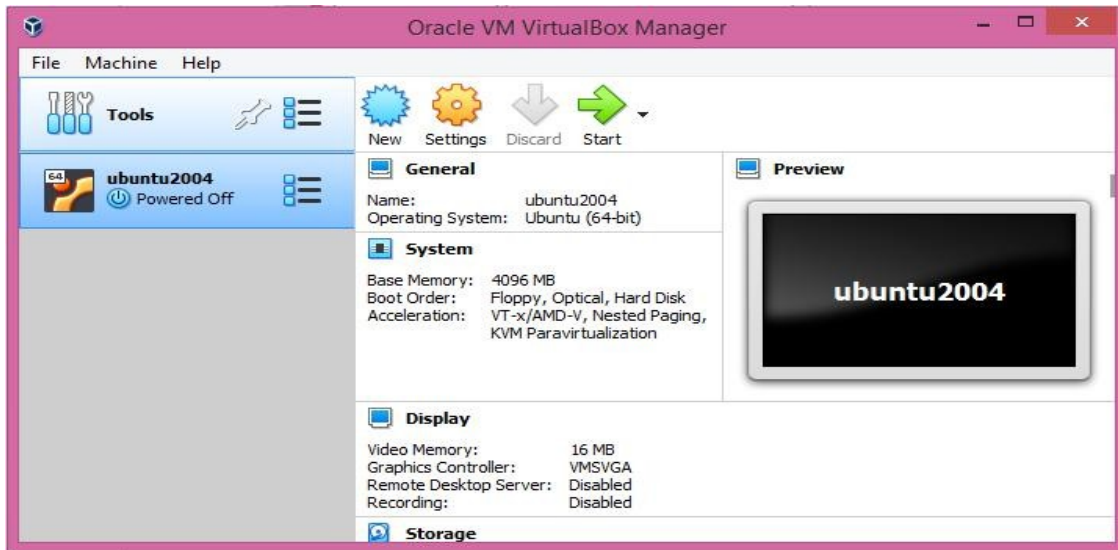 Oracle VM VirtualBox Manager
File Machine Help
Tools
New Settings Discard Start
64
ubuntu2004
Powered Off
General
Name: ubuntu2004
Operating System: Ubuntu (64-bit)
System
Base Memory: 4096 MB
Boot Order: Floppy, Optical, Hard Disk
Acceleration: VT-x/AMD-V, Nested Paging,
KVM Paravirtualization
Preview
ubuntu2004
Display
Video Memory: 16 MB
Graphics Controller: VMSVGA
Remote Desktop Server: Disabled
Recording: Disabled
Storage